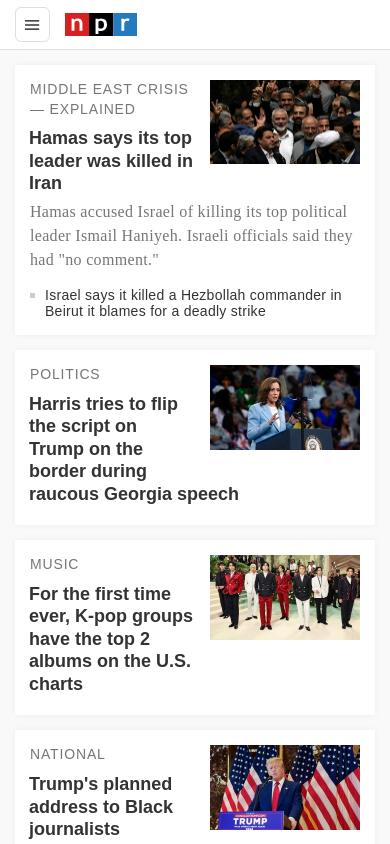 npr
MIDDLE EAST CRISIS
— EXPLAINED
Hamas says its top
leader was killed in
Iran
Hamas accused Israel of killing its top political
leader Ismail Haniyeh. Israeli officials said they
had "no comment."
Israel says it killed a Hezbollah commander in
Beirut it blames for a deadly strike
POLITICS
Harris tries to flip
the script on
Trump on the
border during
raucous Georgia speech
MUSIC
For the first time
ever, K-pop groups
have the top 2
albums on the U.S.
charts
NATIONAL
Trump's planned
address to Black
journalists
TRUMP